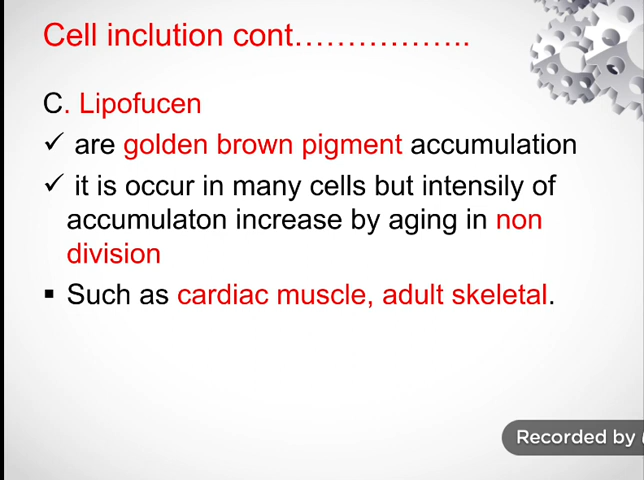 Cell inclution cont……………..
C. Lipofucen
✓ are golden brown pigment accumulation
✓ it is occur in many cells but intensily of
accumulaton increase by aging in non
division
▪ Such as cardiac muscle, adult skeletal.
Recorded by